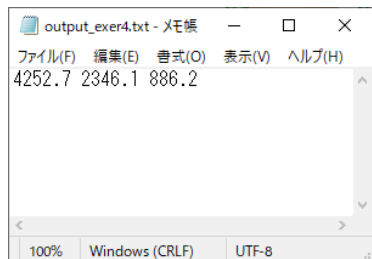 output_exer4.txt - メモ帳
ファイル(F) 編集(E) 書式(O) 表示(V) ヘルプ(H)
4252.7 2346.1 886.2
100% Windows (CRLF) UTF-8